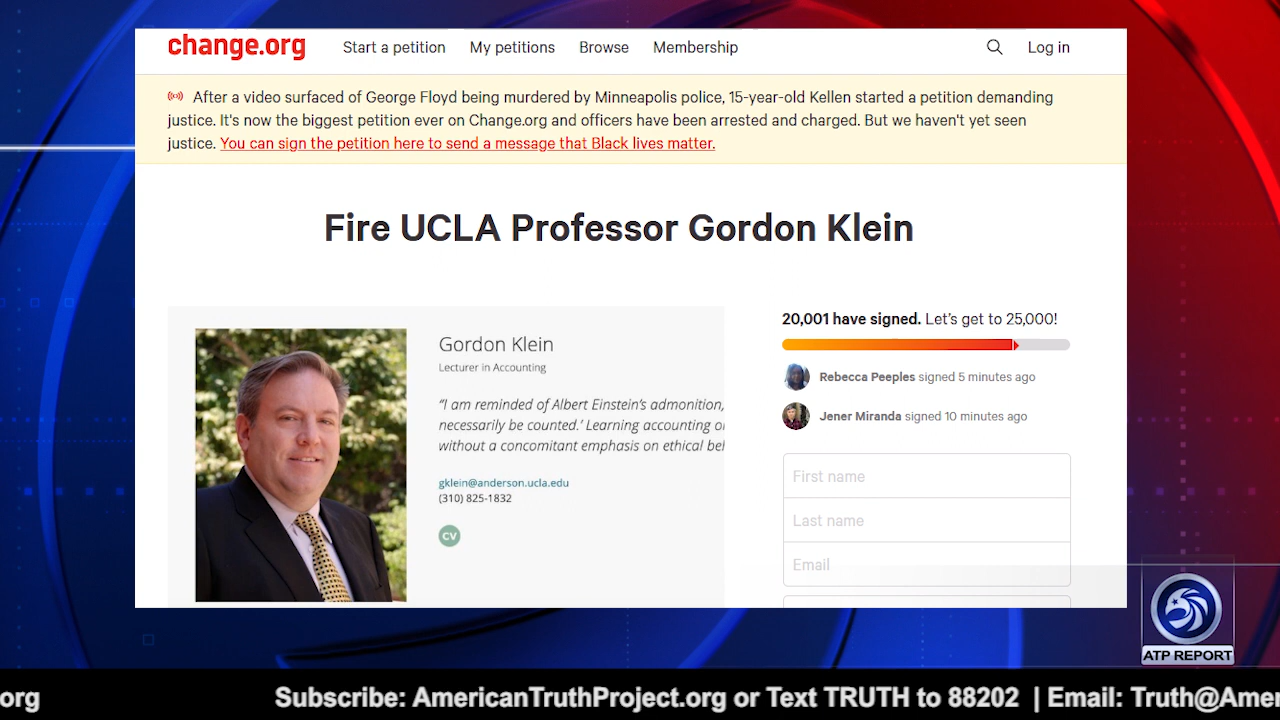 change.org
Start a petition
My petitions
Browse
Membership
Log in
After a video surfaced of George Floyd being murdered by Minneapolis police, 15-year-old Kellen started a petition demanding
justice. It's now the biggest petition ever on Change.org and officers have been arrested and charged. But we haven't yet seen
justice. You can sign the petition here to send a message that Black lives matter.
Fire UCLA Professor Gordon Klein
Gordon Klein
Lecturer in Accounting
“I am reminded of Albert Einstein’s admonition,
necessarily be counted.’ Learning accounting
without a concomitant emphasis on ethical
gklein@anderson.ucla.edu
(310) 825-1832
CV
20,001 have signed. Let’s get to 25,000!
Rebecca Peeples signed 5 minutes ago
Jener Miranda signed 10 minutes ago
First name
Last name
Email
ATP REPORT
org
Subscribe: AmericanTruthProject.org or Text TRUTH to 88202 | Email: Truth@Amer